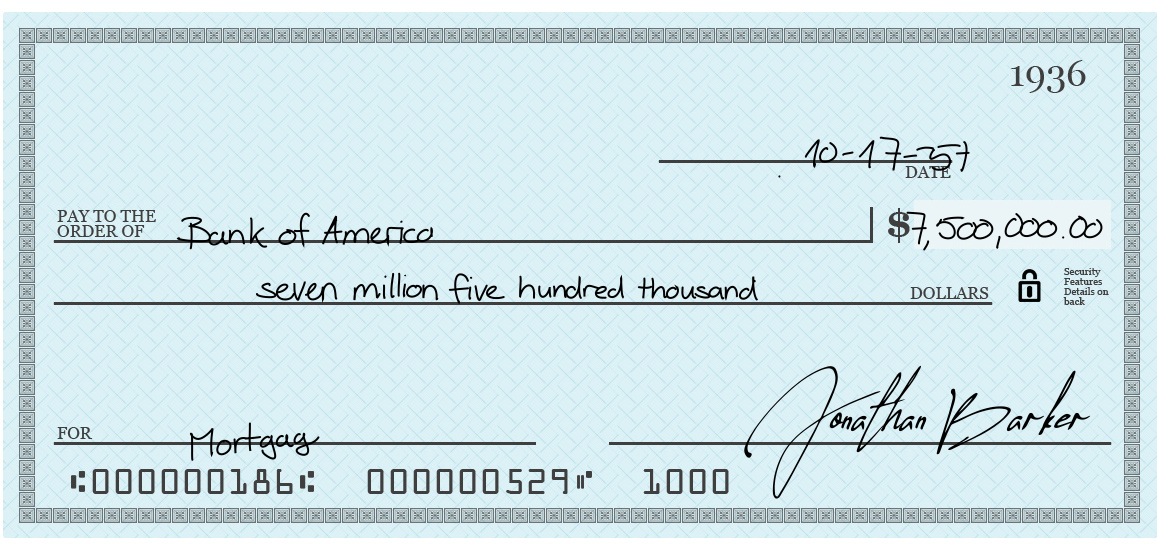 1936
10-17-57
DATE
PAY TO THE
ORDER OF Bank of America $7,500,000.00
seven million five hundred thousand DOLLARS
Security
Features
Details on
back
Jonathan Barker
FOR Mortgag
⑆000000186⑆ 000000529⑈ 1000